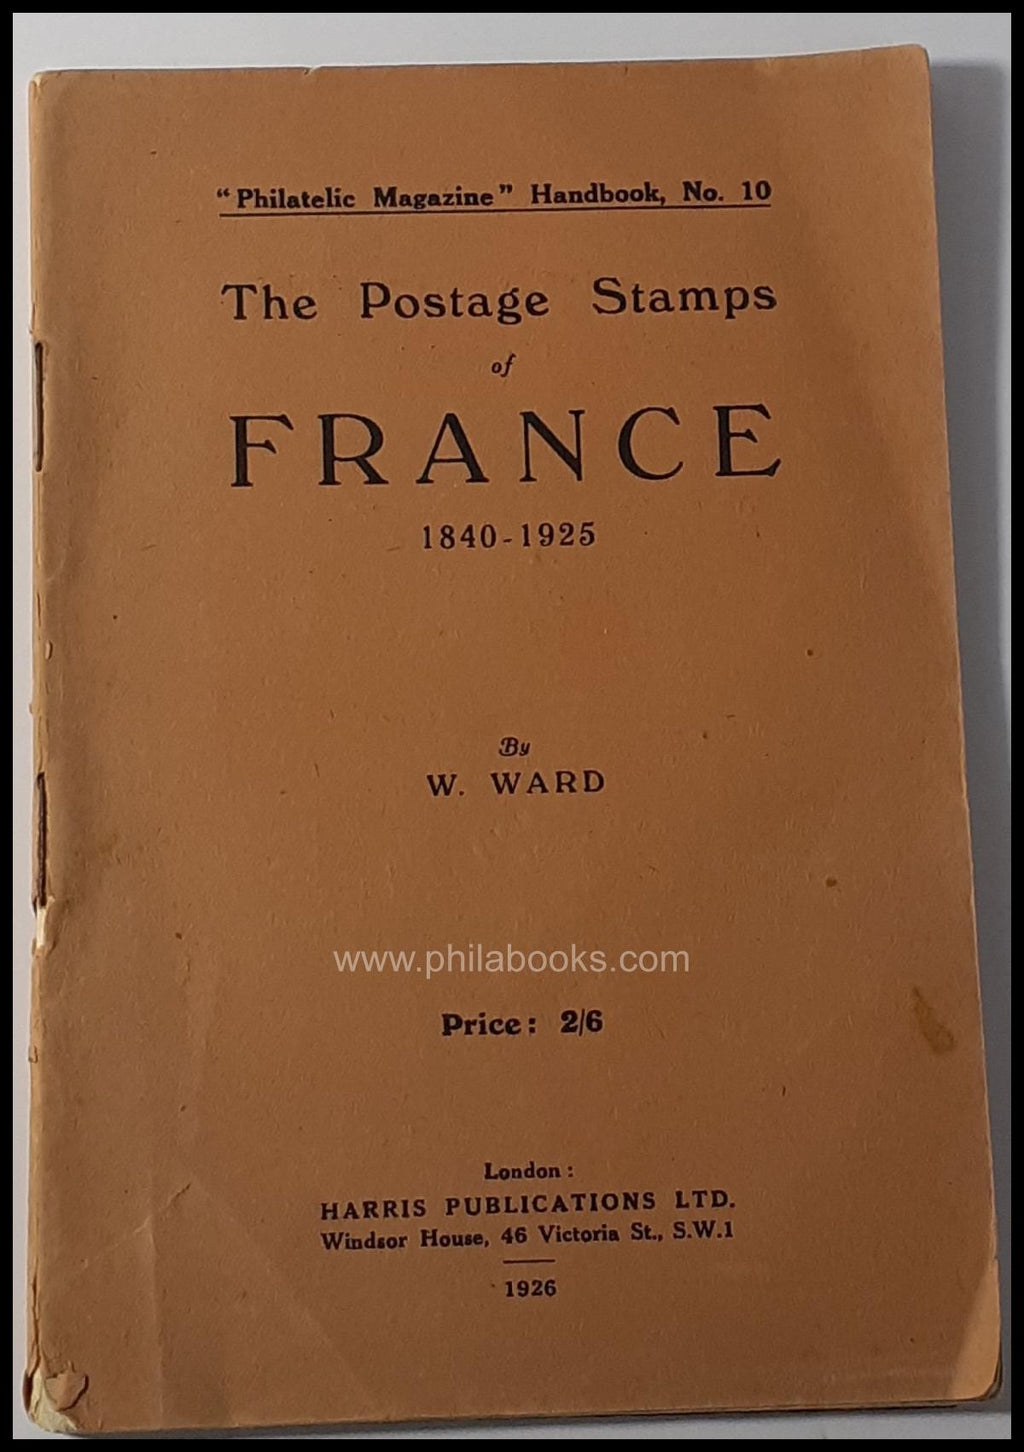 "Philatelic Magazine" Handbook, No. 10
The Postage Stamps
of
FRANCE
1840-1925
By
W. WARD
www.philabooks.com
Price: 2/6
London:
HARRIS PUBLICATIONS LTD.
Windsor House, 46 Victoria St., S.W.1
1926